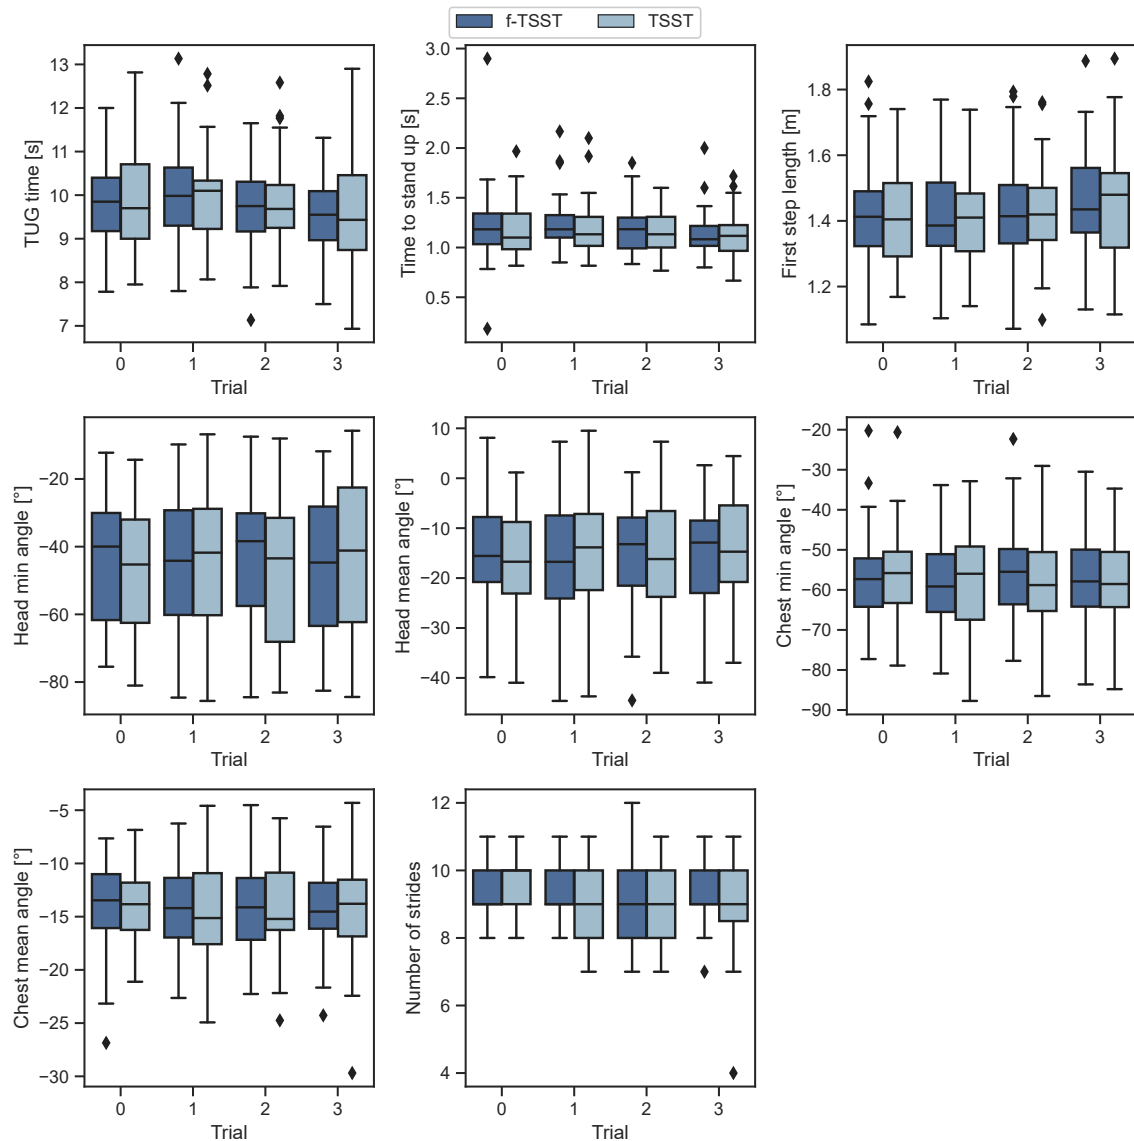 f-TSST TSST
TUG time [s]
13
12
11
10
9
8
7
0 1 2 3
Trial
Time to stand up [s]
3.0
2.5
2.0
1.5
1.0
0.5
0 1 2 3
Trial
First step length [m]
1.8
1.6
1.4
1.2
0 1 2 3
Trial
Head min angle [°]
−20
−40
−60
−80
0 1 2 3
Trial
Head mean angle [°]
10
0
−10
−20
−30
−40
0 1 2 3
Trial
Chest min angle [°]
−20
−30
−40
−50
−60
−70
−80
−90
0 1 2 3
Trial
Chest mean angle [°]
−5
−10
−15
−20
−25
−30
0 1 2 3
Trial
Number of strides
12
10
8
6
4
0 1 2 3
Trial